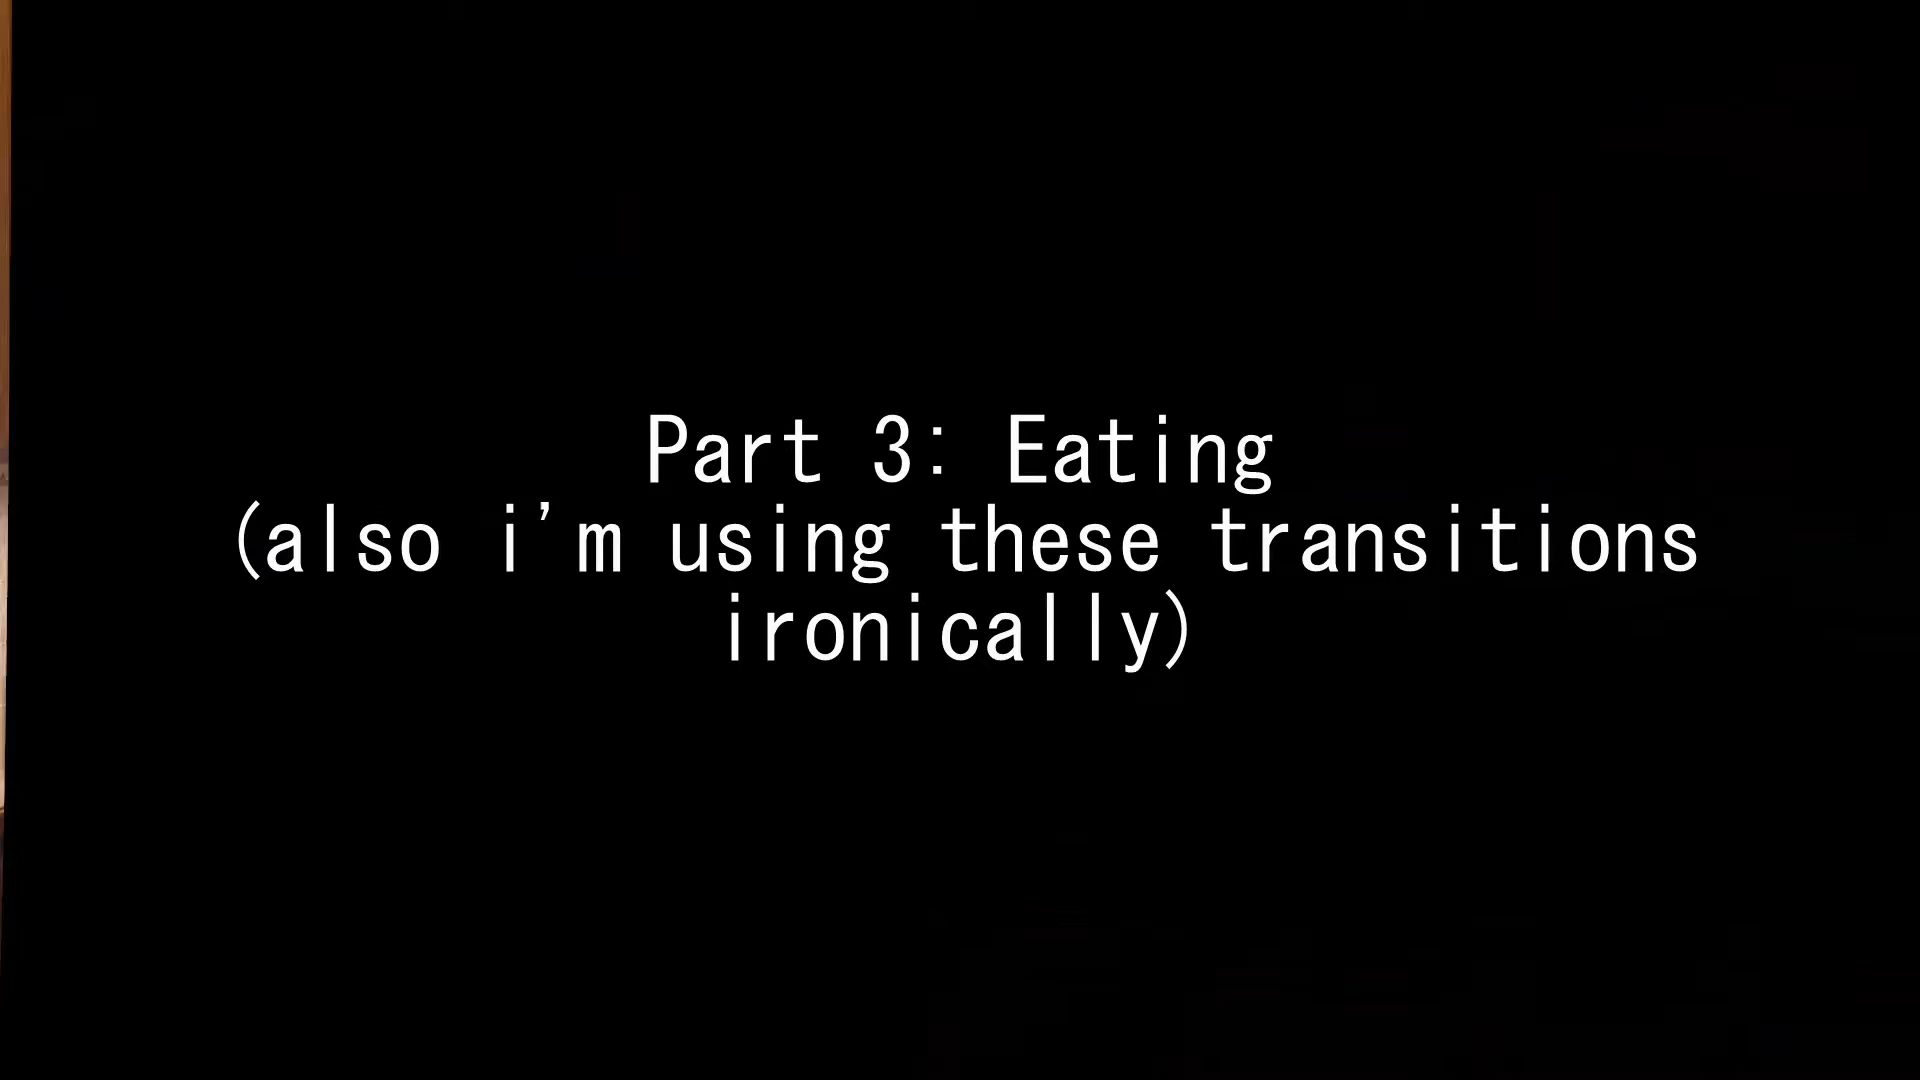 Part 3: Eating
(also i'm using these transitions
ironically)